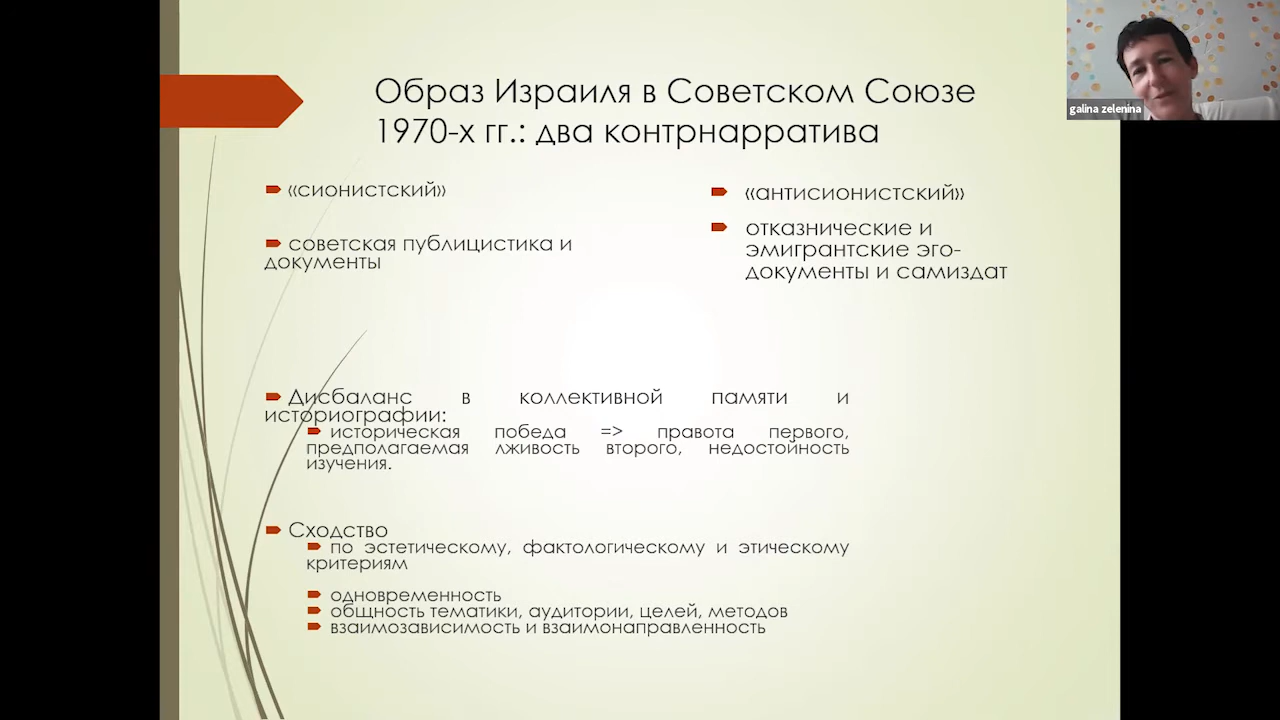 Образ Израиля в Советском Союзе
1970-х гг.: два контрнарратива
galina zelenina
«сионистский»
советская публицистика и
документы
«антисионистский»
отказнические и
эмигрантские эго-
документы и самиздат
Дисбаланс в коллективной памяти и
историографии:
историческая победа => правота первого,
предполагаемая лживость второго, недостойность
изучения.
Сходство
по эстетическому, фактологическому и этическому
критериям
одновременность
общность тематики, аудитории, целей, методов
взаимозависимость и взаимонаправленность